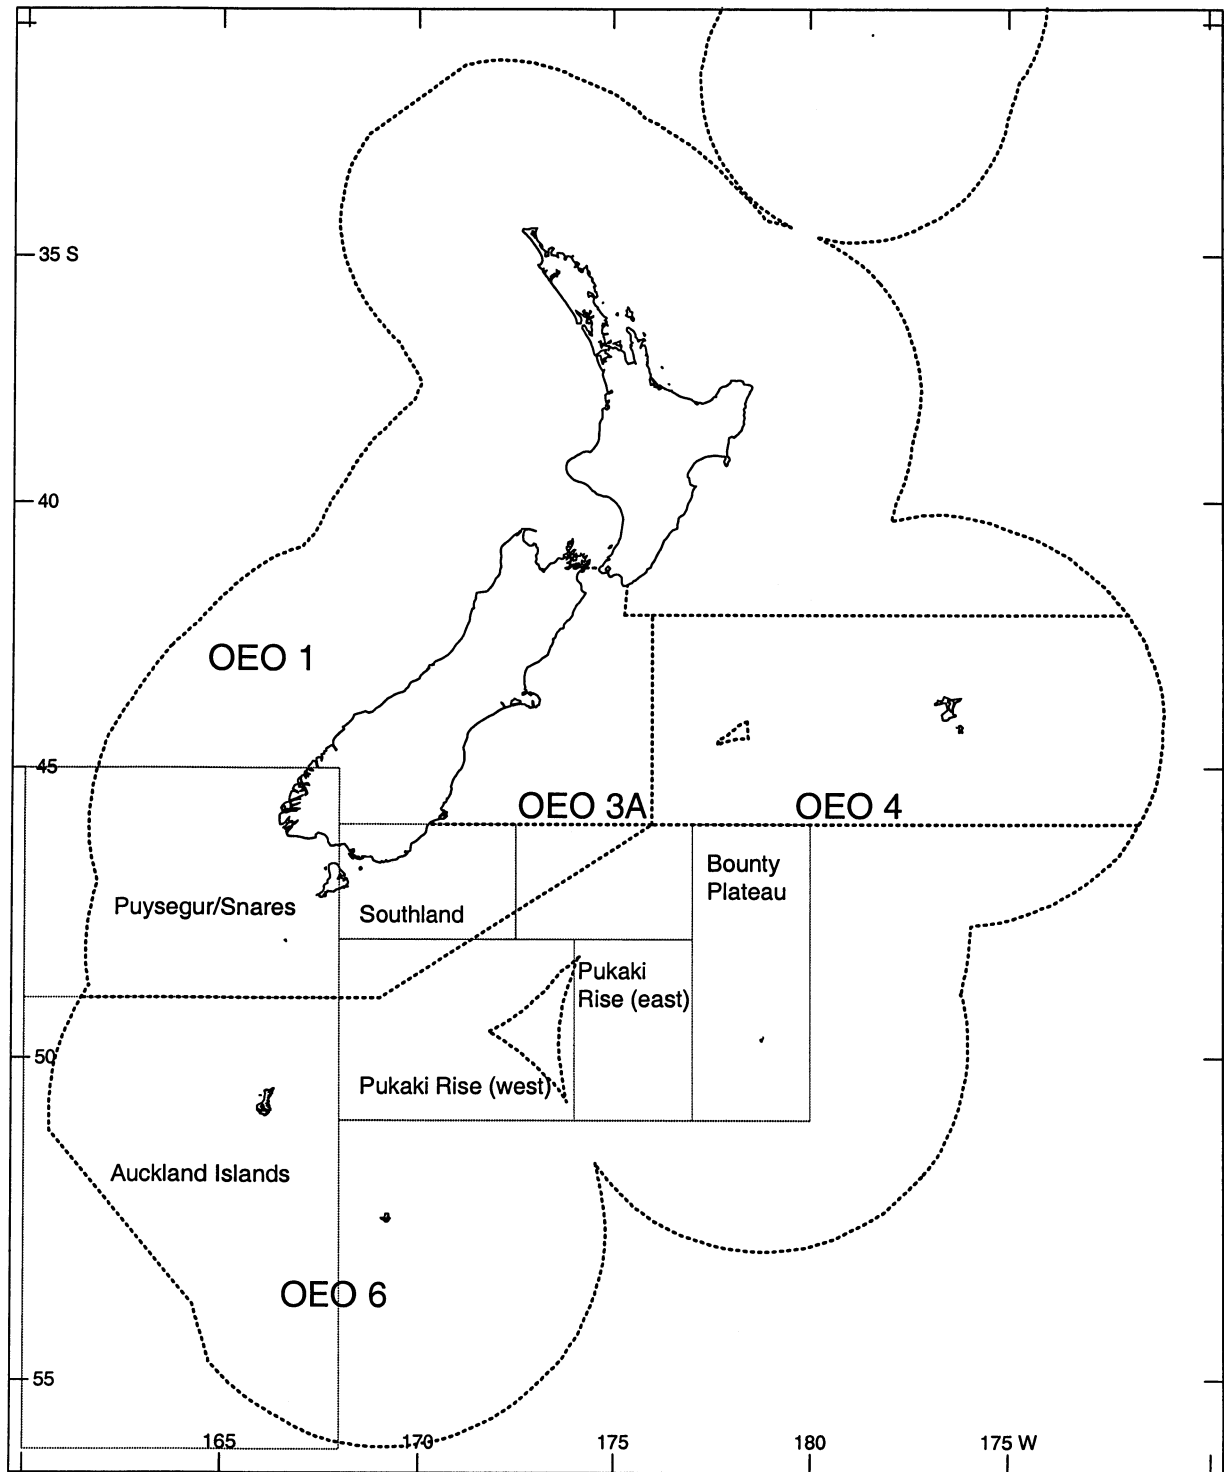 35 S
40
OEO 1
45
OEO 3A
OEO 4
Bounty
Plateau
Puysegur/Snares
Southland
Pukaki
Rise (east)
50
Pukaki Rise (west)
Auckland Islands
OEO 6
55
165
170
175
180
175 W